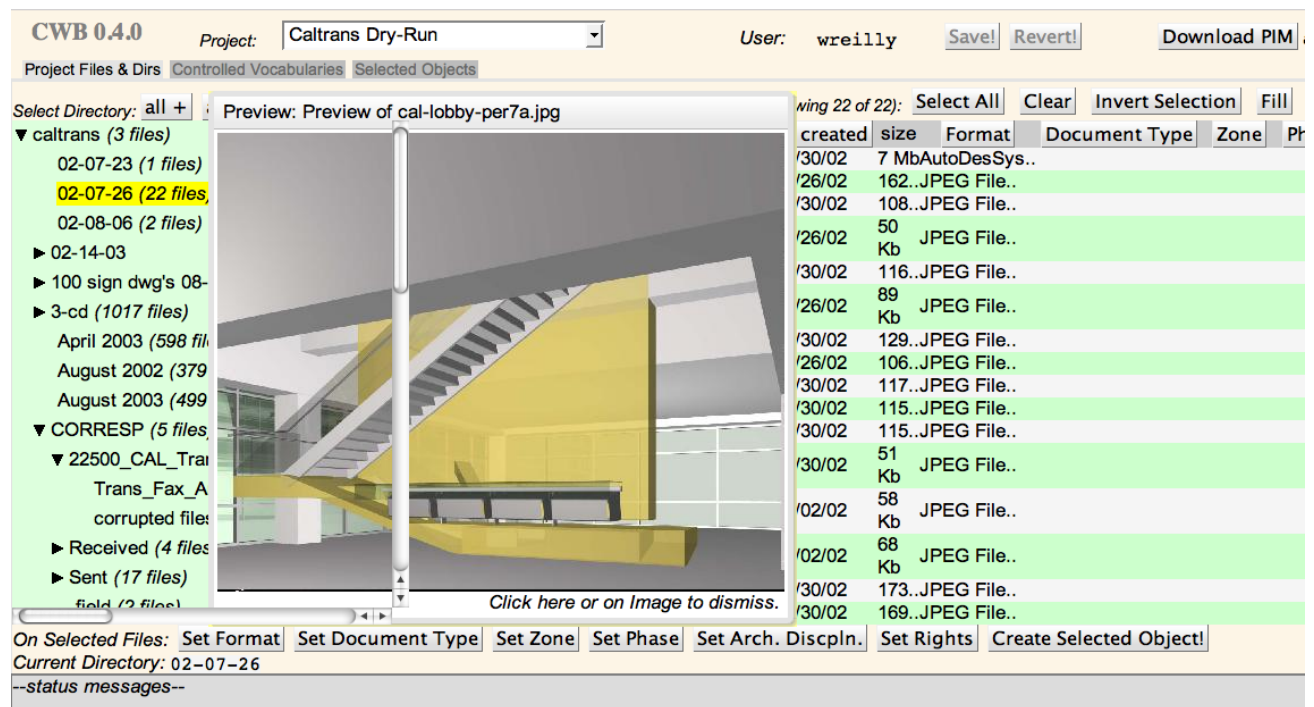 CWB 0.4.0 Project: Caltrans Dry-Run User: wreilly Save! Revert! Download PIM
Project Files & Dirs Controlled Vocabularies Selected Objects
Select Directory: all + Preview: Preview of cal-lobby-per7a.jpg wing 22 of 22): Select All Clear Invert Selection Fill
created size Format Document Type Zone Ph
▼ caltrans (3 files)
02-07-23 (1 files)
02-07-26 (22 files)
02-08-06 (2 files)
▶ 02-14-03
▶ 100 sign dwg's 08-
▶ 3-cd (1017 files)
April 2003 (598 fil
August 2002 (379
August 2003 (499
▼ CORRESP (5 files)
▼ 22500_CAL_Tra
Trans_Fax_A
corrupted files
▶ Received (4 files
▶ Sent (17 files)
field (2 files)
/30/02 7 MbAutoDesSys..
/26/02 162..JPEG File..
/30/02 108..JPEG File..
/26/02 50 Kb JPEG File..
/30/02 116..JPEG File..
/26/02 89 Kb JPEG File..
/30/02 129..JPEG File..
/26/02 106..JPEG File..
/30/02 117..JPEG File..
/30/02 115..JPEG File..
/30/02 115..JPEG File..
/30/02 51 Kb JPEG File..
/02/02 58 Kb JPEG File..
/02/02 68 Kb JPEG File..
/30/02 173..JPEG File..
/30/02 169..JPEG File..
Click here or on Image to dismiss.
On Selected Files: Set Format Set Document Type Set Zone Set Phase Set Arch. Discpln. Set Rights Create Selected Object!
Current Directory: 02-07-26
--status messages--